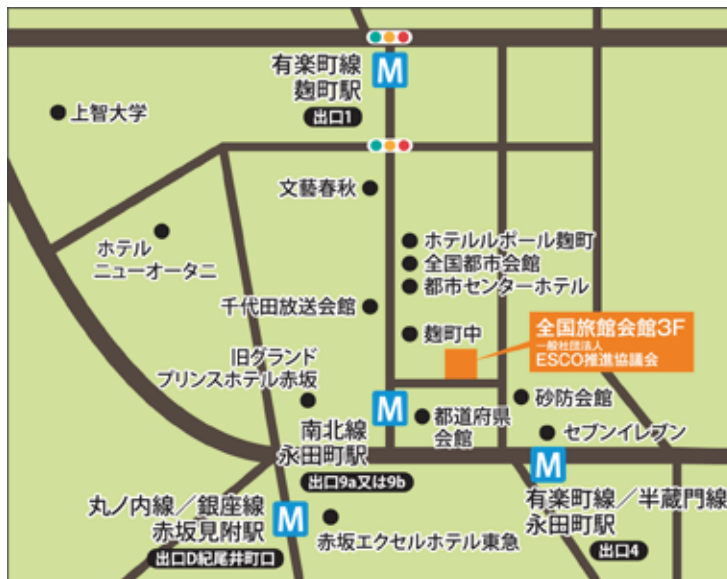 有楽町線
麹町駅
出口1
上智大学
文藝春秋
ホテル
ニューオータニ
ホテルルポール麹町
全国都市会館
都市センターホテル
千代田放送会館
麹町中
全国旅館会館3F
一般社団法人
ESCO推進協議会
旧グランド
プリンスホテル赤坂
砂防会館
都道府県
会館
セブンイレブン
南北線
永田町駅
出口9a又は9b
丸ノ内線／銀座線
赤坂見附駅
出口D紀尾井町口
赤坂エクセルホテル東急
有楽町線／半蔵門線
永田町駅
出口4
M
M
M
M